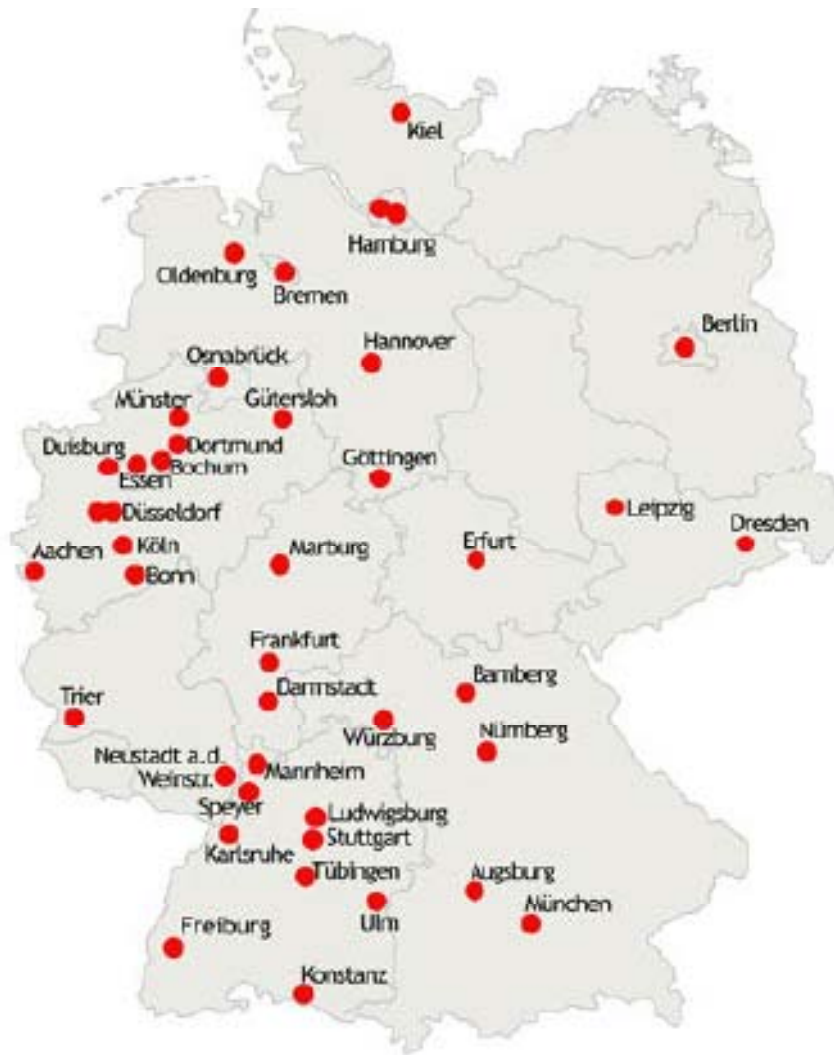 Kiel
Hamburg
Oldenburg
Bremen
Berlin
Hannover
Osnabrück
Münster
Gütersloh
Duisburg
Dortmund
Bochum
Essen
Göttingen
Düsseldorf
Leipzig
Dresden
Aachen
Köln
Marburg
Erfurt
Bonn
Frankfurt
Darmstadt
Bamberg
Trier
Würzburg
Nürnberg
Neustadt a.d.
Weinstr.
Mannheim
Speyer
Ludwigsburg
Stuttgart
Karlsruhe
Tübingen
Augsburg
Ulm
München
Freiburg
Konstanz